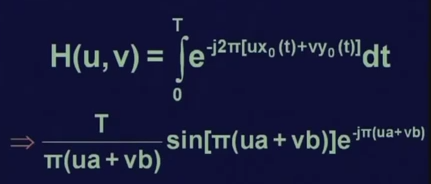 H(u,v) = ∫₀ᵀ e^{-j2π[ux₀(t)+vy₀(t)]}dt
⇒ T/π(ua+vb) sin[π(ua+vb)]e^{-jπ(ua+vb)}